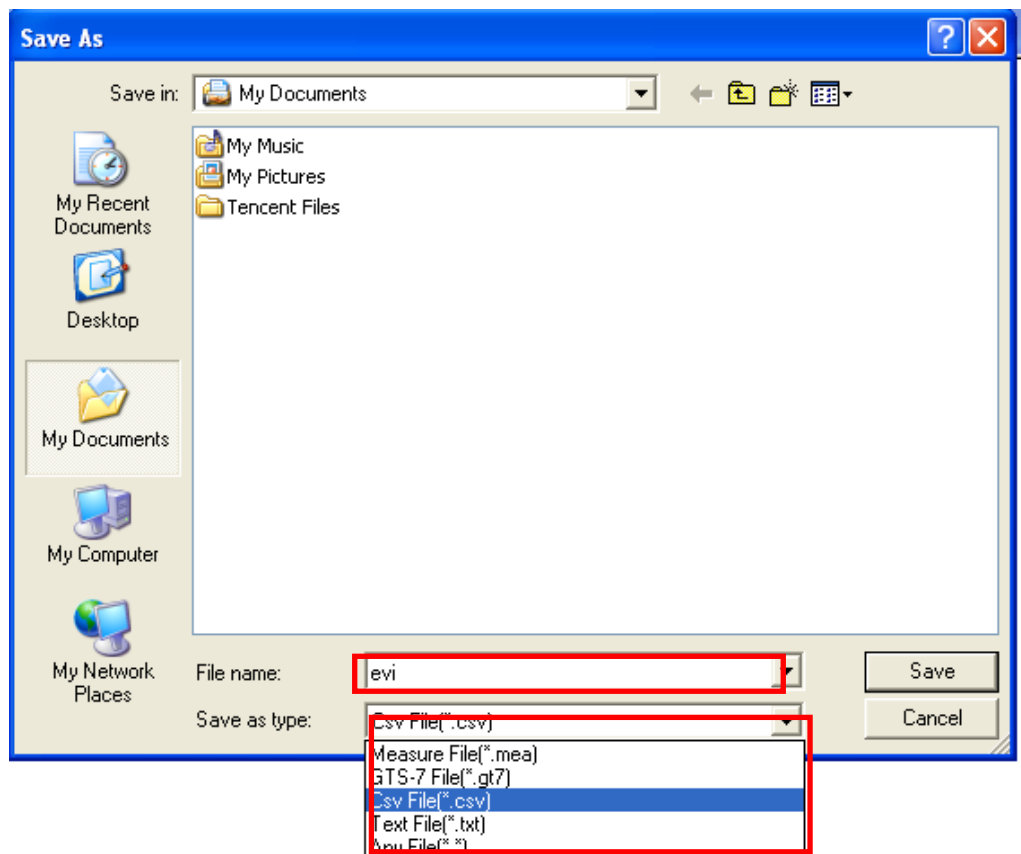 Save As
Save in:
My Documents
My Music
My Pictures
Tencent Files
My Recent
Documents
Desktop
My Documents
My Computer
My Network
Places
File name:
evi
Save
Save as type:
Csv File(*.csv)
Cancel
Measure File(*.mea)
GTS-7 File(*.gt7)
Csv File(*.csv)
Text File(*.txt)
Any File(*.*)